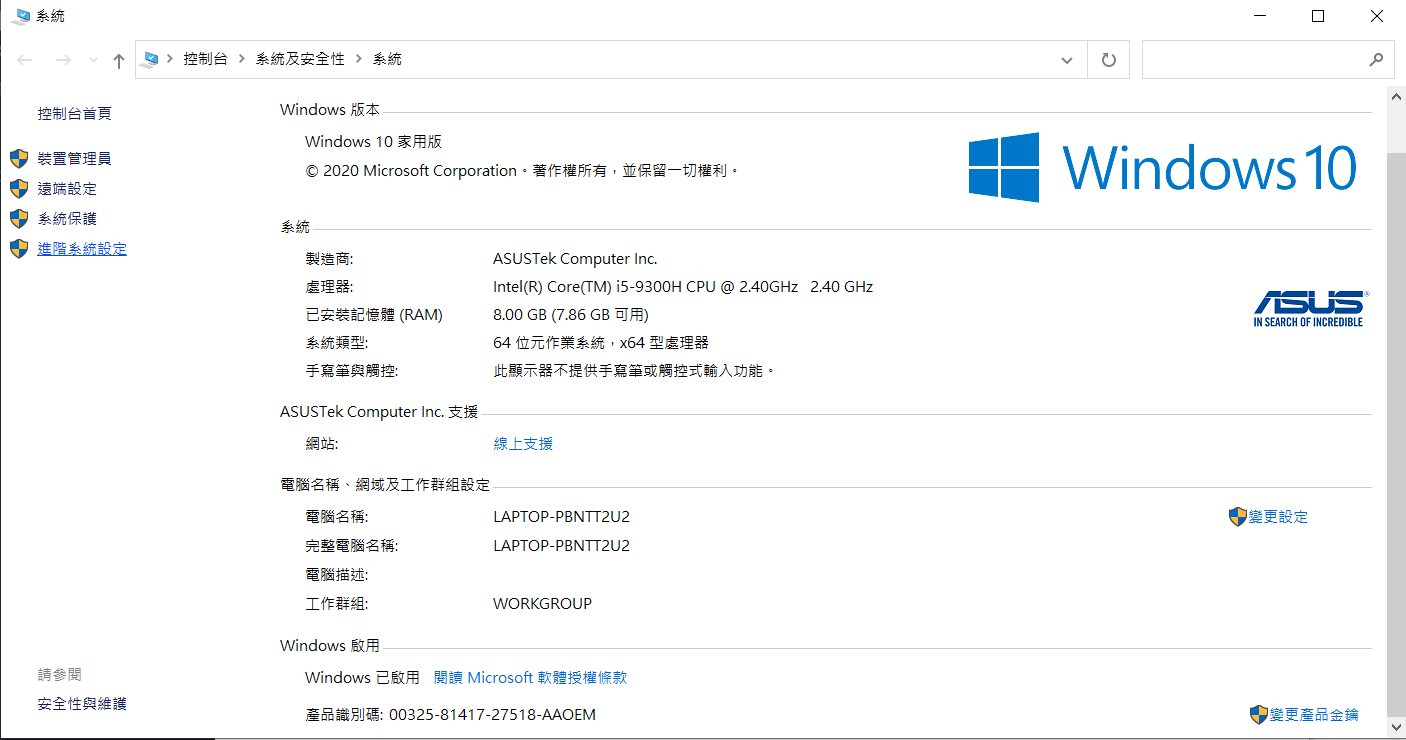 系統
控制台 系統及安全性 系統
控制台首頁
裝置管理員
遠端設定
系統保護
進階系統設定
Windows 版本
Windows 10 家用版
© 2020 Microsoft Corporation。著作權所有，並保留一切權利。
Windows 10
系統
製造商: ASUSTek Computer Inc.
處理器: Intel(R) Core(TM) i5-9300H CPU @ 2.40GHz 2.40 GHz
已安裝記憶體 (RAM) 8.00 GB (7.86 GB 可用)
系統類型: 64 位元作業系統，x64 型處理器
手寫筆與觸控: 此顯示器不提供手寫筆或觸控式輸入功能。
ASUS®
IN SEARCH OF INCREDIBLE
ASUSTek Computer Inc. 支援
網站: 線上支援
電腦名稱、網域及工作群組設定
電腦名稱: LAPTOP-PBNTT2U2 變更設定
完整電腦名稱: LAPTOP-PBNTT2U2
電腦描述:
工作群組: WORKGROUP
Windows 啟用
Windows 已啟用 閱讀 Microsoft 軟體授權條款
產品識別碼: 00325-81417-27518-AAOEM 變更產品金鑰
請參閱
安全性與維護